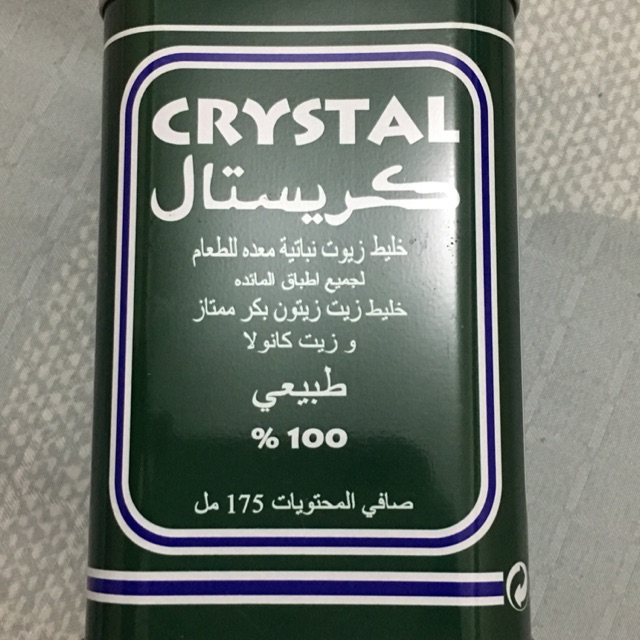 CRYSTAL
كريستال
خليط زيوت نباتية معده للطعام
لجميع اطباق المائده
خليط زيت زيتون بكر ممتاز
و زيت كانولا
طبيعي
% 100
صافي المحتويات 175 مل